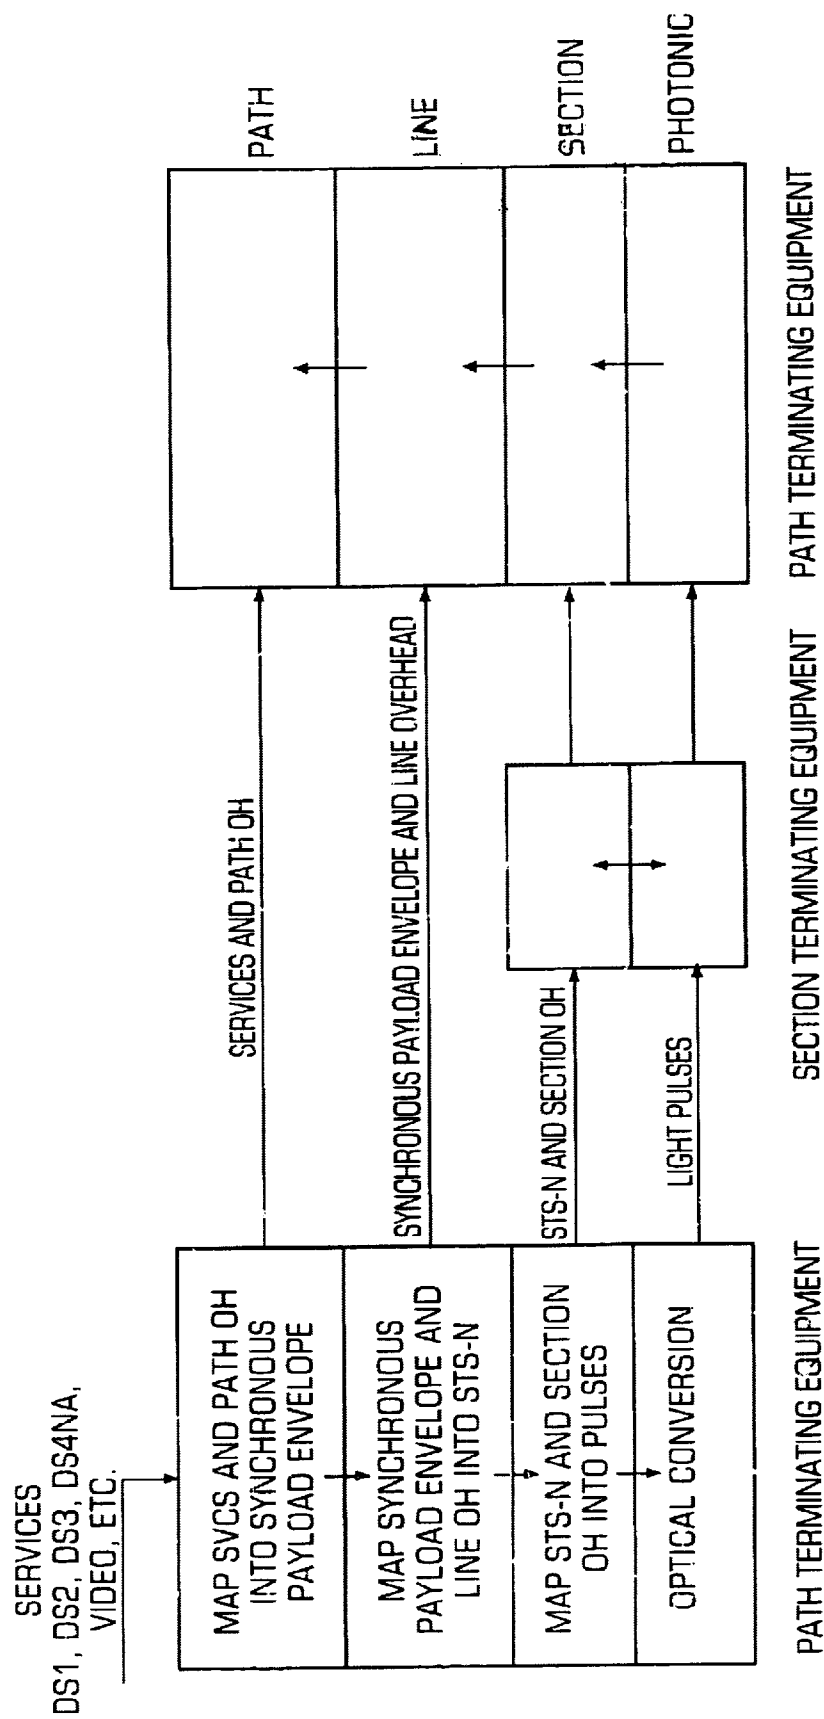 SERVICES
DS1, DS2, DS3, DS4NA,
VIDEO, ETC.
MAP SVCS AND PATH OH
INTO SYNCHRONOUS
PAYLOAD ENVELOPE
MAP SYNCHRONOUS
PAYLOAD ENVELOPE AND
LINE OH INTO STS-N
MAP STS-N AND SECTION
OH INTO PULSES
OPTICAL CONVERSION
PATH TERMINATING EQUIPMENT
SERVICES AND PATH OH
SYNCHRONOUS PAYLOAD ENVELOPE AND LINE OVERHEAD
STS-N AND SECTION OH
LIGHT PULSES
SECTION TERMINATING EQUIPMENT
PATH
LINE
SECTION
PHOTONIC
PATH TERMINATING EQUIPMENT